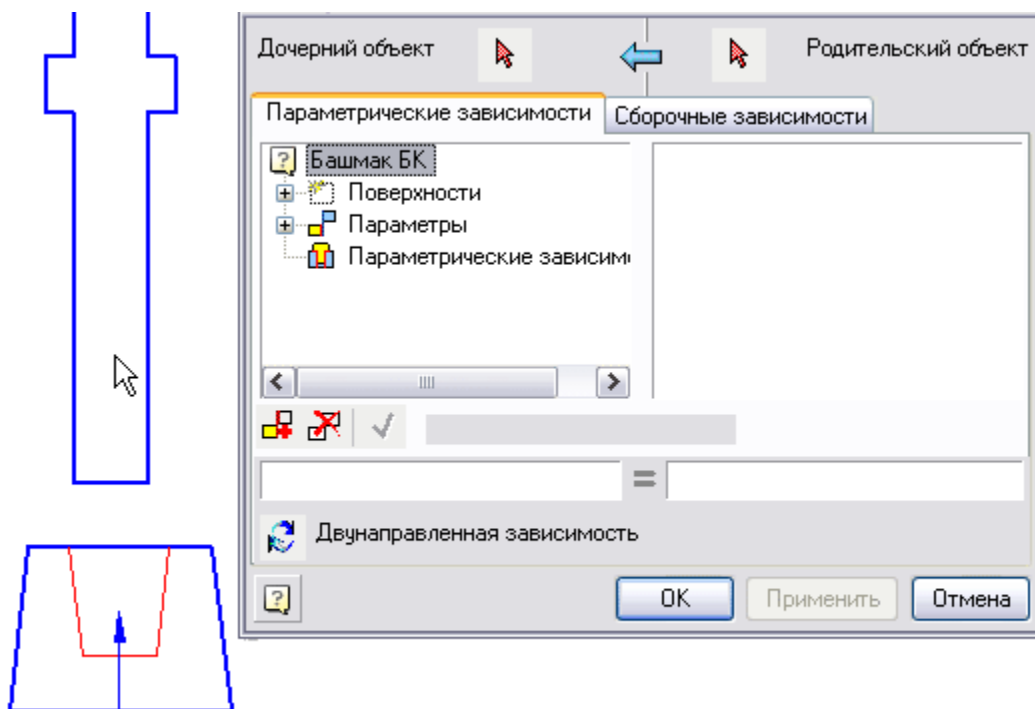 Дочерний объект
Родительский объект
Параметрические зависимости
Сборочные зависимости
Башмак БК
Поверхности
Параметры
Параметрические зависим
=
Двунаправленная зависимость
OK
Применить
Отмена